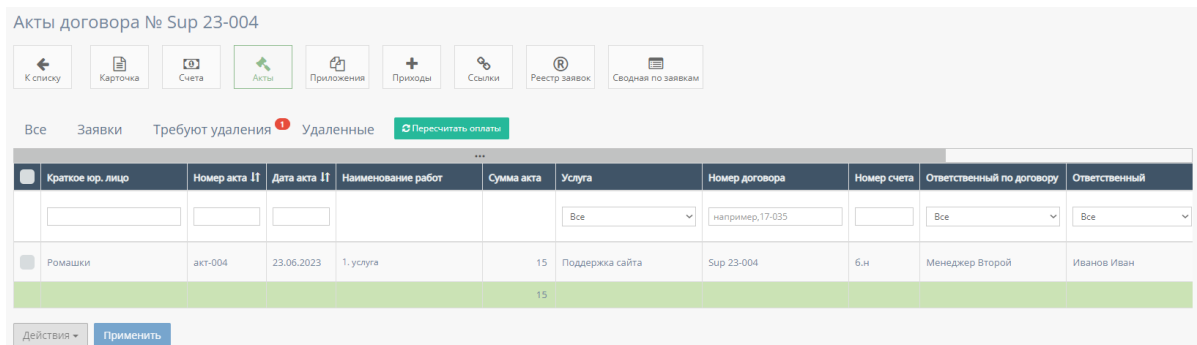 Акты договора № Sup 23-004
К списку Карточка Счета Акты Приложения Приходы Ссылки Реестр заявок Сводная по заявкам
Все Заявки Требуют удаления 1 Удаленные Пересчитать оплаты
Краткое юр. лицо Номер акта Дата акта Наименование работ Сумма акта Услуга Номер договора Номер счета Ответственный по договору Ответственный
Все например,17-035 Все Все
Ромашки акт-004 23.06.2023 1. услуга 15 Поддержка сайта Sup 23-004 б.н Менеджер Второй Иванов Иван
15
Действия Применить